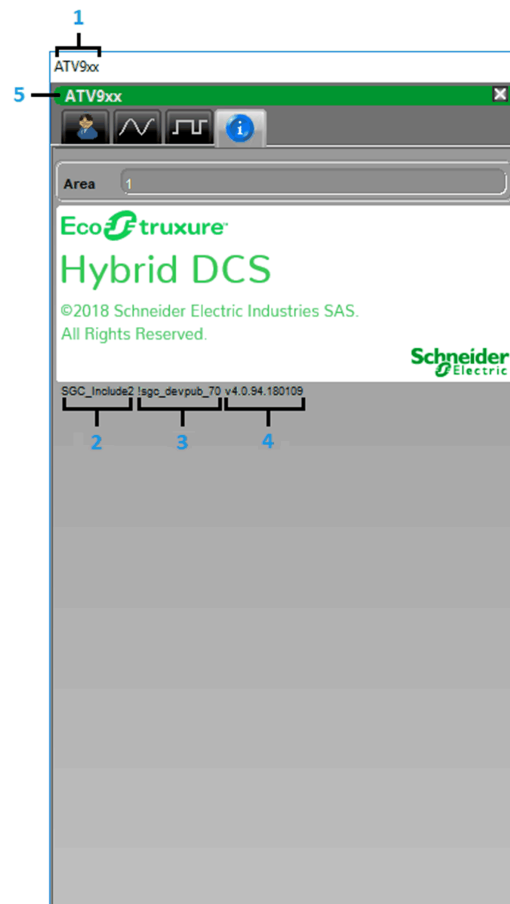 1
ATV9xx
5
ATV9xx
Area 1
EcoStruxure™
Hybrid DCS
©2018 Schneider Electric Industries SAS.
All Rights Reserved.
Schneider
Electric
SGC_Include2 !sgc_devpub_70 v4.0.94.180109
2 3 4